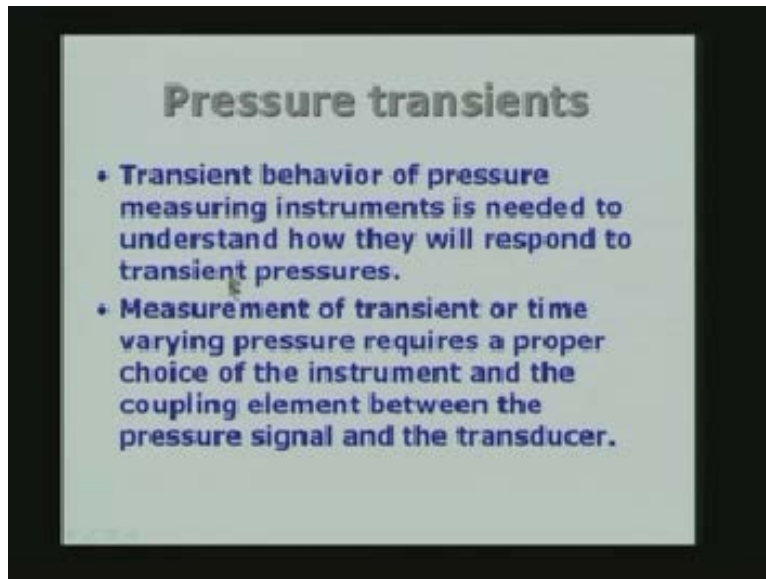 Pressure transients
• Transient behavior of pressure
measuring instruments is needed to
understand how they will respond to
transient pressures.
• Measurement of transient or time
varying pressure requires a proper
choice of the instrument and the
coupling element between the
pressure signal and the transducer.